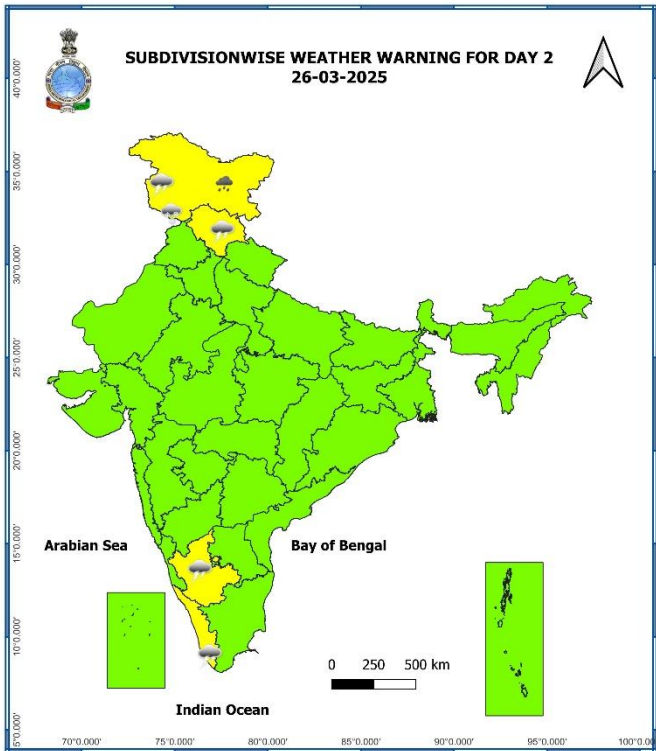 SUBDIVISIONWISE WEATHER WARNING FOR DAY 2
26-03-2025
40°0.000'
35°0.000'
30°0.000'
25°0.000'
20°0.000'
15°0.000'
10°0.000'
5°0.000'
Arabian Sea
Bay of Bengal
0 250 500 km
Indian Ocean
70°0.000' 75°0.000' 80°0.000' 85°0.000' 90°0.000' 95°0.000' 100°0.0